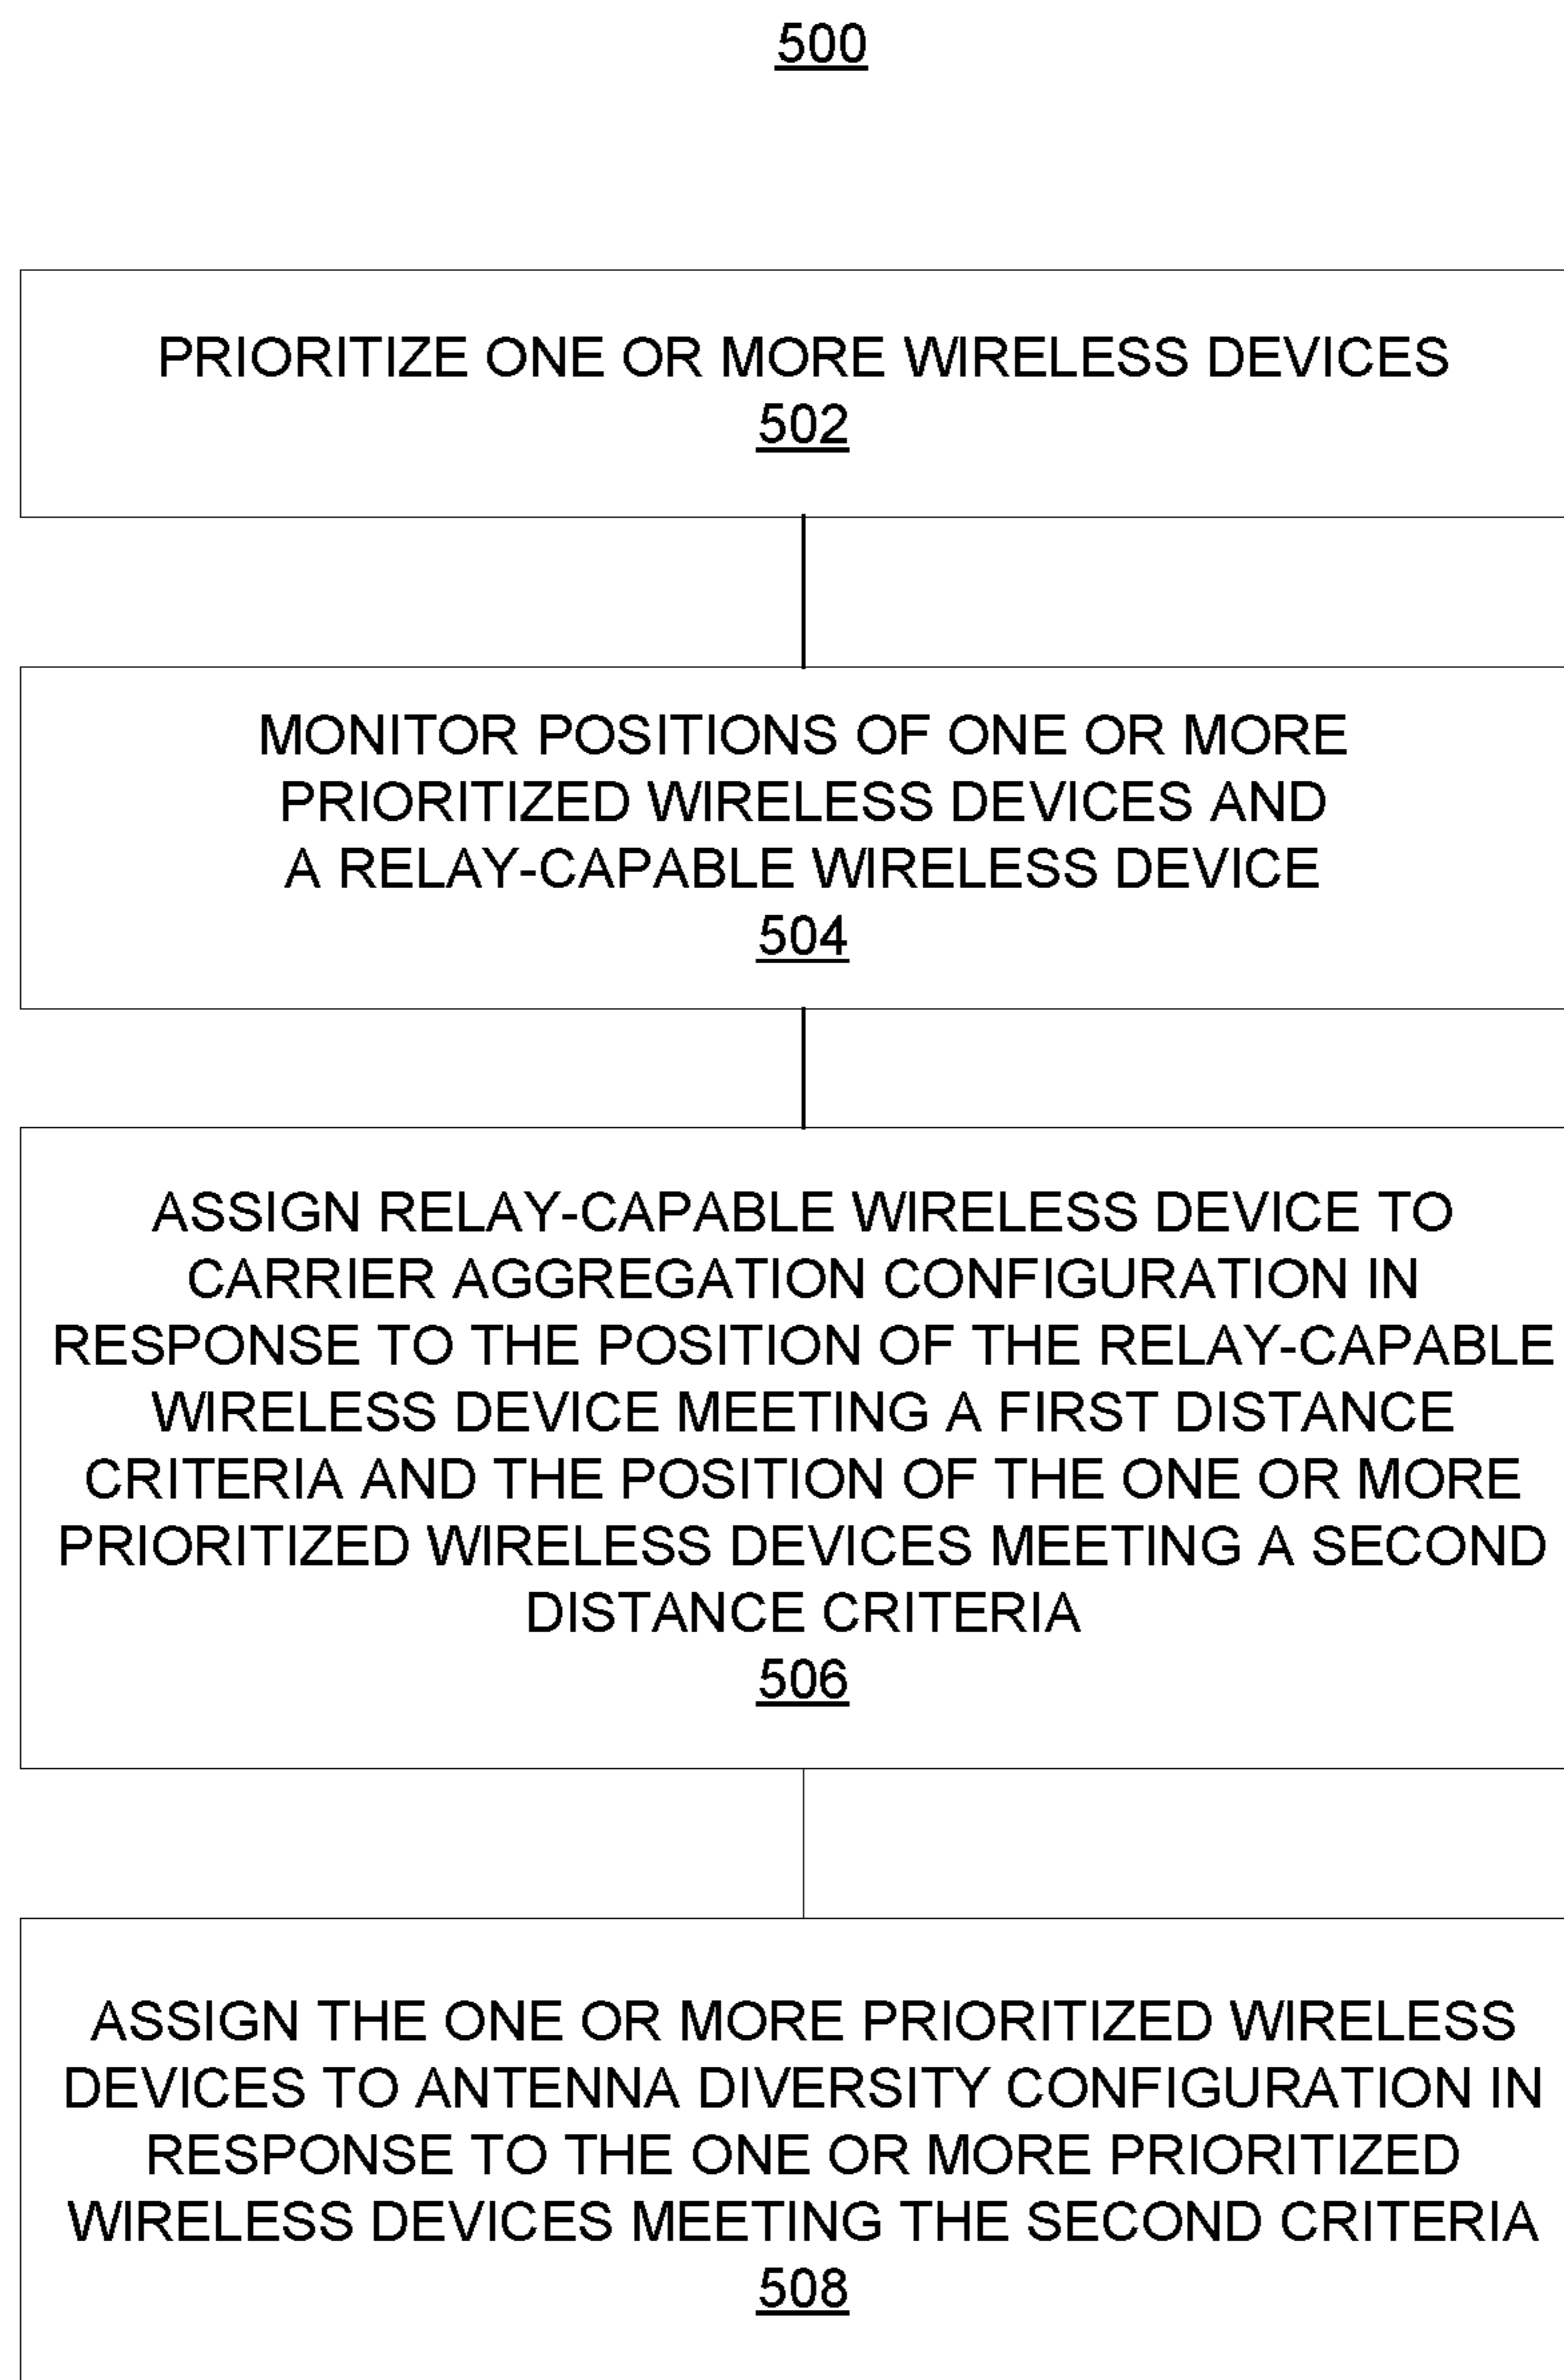 500
PRIORITIZE ONE OR MORE WIRELESS DEVICES
502
MONITOR POSITIONS OF ONE OR MORE
PRIORITIZED WIRELESS DEVICES AND
A RELAY-CAPABLE WIRELESS DEVICE
504
ASSIGN RELAY-CAPABLE WIRELESS DEVICE TO
CARRIER AGGREGATION CONFIGURATION IN
RESPONSE TO THE POSITION OF THE RELAY-CAPABLE
WIRELESS DEVICE MEETING A FIRST DISTANCE
CRITERIA AND THE POSITION OF THE ONE OR MORE
PRIORITIZED WIRELESS DEVICES MEETING A SECOND
DISTANCE CRITERIA
506
ASSIGN THE ONE OR MORE PRIORITIZED WIRELESS
DEVICES TO ANTENNA DIVERSITY CONFIGURATION IN
RESPONSE TO THE ONE OR MORE PRIORITIZED
WIRELESS DEVICES MEETING THE SECOND CRITERIA
508